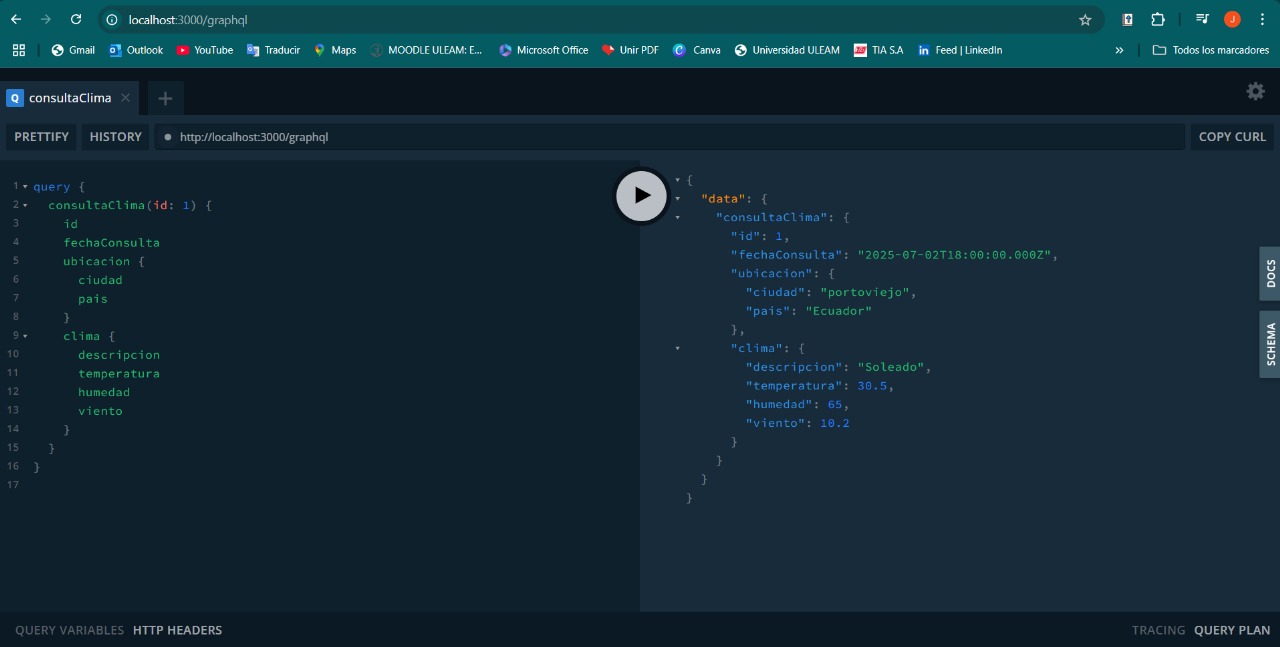 localhost:3000/graphql
J
Gmail Outlook YouTube Traducir Maps MOODLE ULEAM: E... Microsoft Office Unir PDF Canva Universidad ULEAM TIA S.A Feed | LinkedIn » Todos los marcadores
Q consultaClima
PRETTIFY HISTORY http://localhost:3000/graphql COPY CURL
1 query {
2 consultaClima(id: 1) {
3 id
4 fechaConsulta
5 ubicacion {
6 ciudad
7 pais
8 }
9 clima {
10 descripcion
11 temperatura
12 humedad
13 viento
14 }
15 }
16 }
17
{
"data": {
"consultaClima": {
"id": 1,
"fechaConsulta": "2025-07-02T18:00:00.000Z",
"ubicacion": {
"ciudad": "portoviejo",
"pais": "Ecuador"
},
"clima": {
"descripcion": "Soleado",
"temperatura": 30.5,
"humedad": 65,
"viento": 10.2
}
}
}
}
DOCS
SCHEMA
QUERY VARIABLES HTTP HEADERS TRACING QUERY PLAN